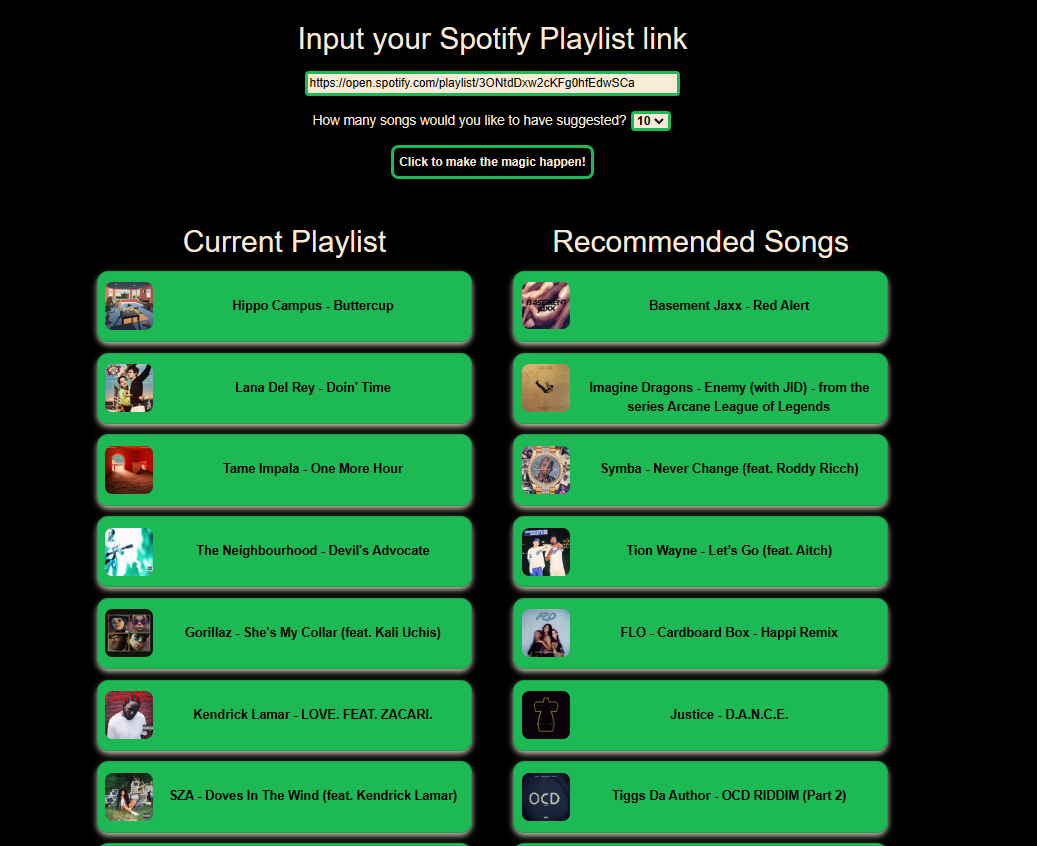 Input your Spotify Playlist link
https://open.spotify.com/playlist/3ONtdDxw2cKFg0hfEdwSCa
How many songs would you like to have suggested? 10
Click to make the magic happen!
Current Playlist
Hippo Campus - Buttercup
Lana Del Rey - Doin' Time
Tame Impala - One More Hour
The Neighbourhood - Devil's Advocate
Gorillaz - She's My Collar (feat. Kali Uchis)
Kendrick Lamar - LOVE. FEAT. ZACARI.
SZA - Doves In The Wind (feat. Kendrick Lamar)
Recommended Songs
BASEMENT
JAXX
Basement Jaxx - Red Alert
Imagine Dragons - Enemy (with JID) - from the
series Arcane League of Legends
Symba - Never Change (feat. Roddy Ricch)
Tion Wayne - Let's Go (feat. Aitch)
FLO
FLO - Cardboard Box - Happi Remix
Justice - D.A.N.C.E.
OCD
Tiggs Da Author - OCD RIDDIM (Part 2)